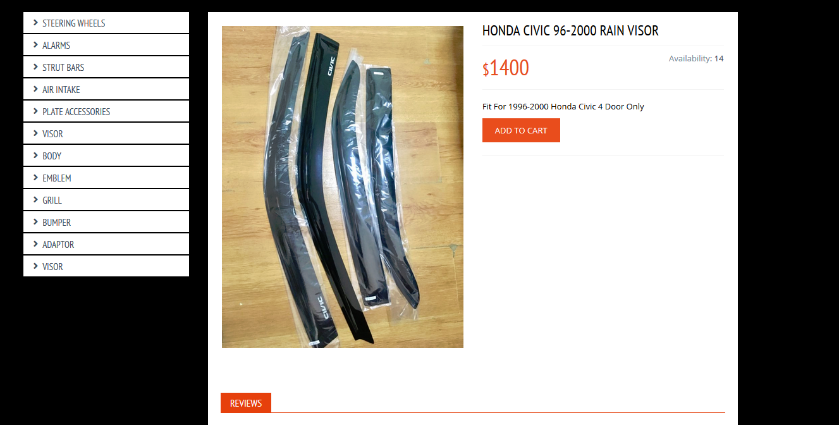 STEERING WHEELS
ALARMS
STRUT BARS
AIR INTAKE
PLATE ACCESSORIES
VISOR
BODY
EMBLEM
GRILL
BUMPER
ADAPTOR
VISOR
CIVIC
CIVIC
HONDA CIVIC 96-2000 RAIN VISOR
$1400
Availability: 14
Fit For 1996-2000 Honda Civic 4 Door Only
ADD TO CART
REVIEWS